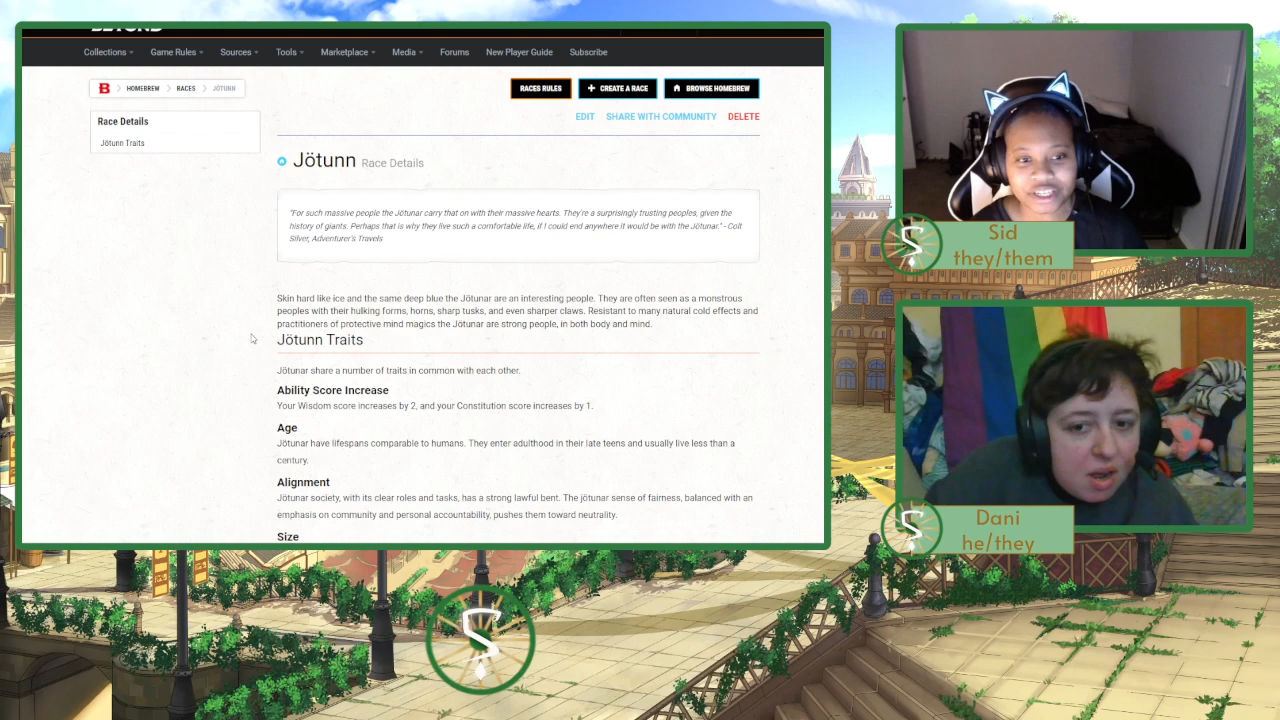 BEYOND
Collections Game Rules Sources Tools Marketplace Media Forums New Player Guide Subscribe
B HOMEBREW RACES JÖTUNN
RACES RULES CREATE A RACE BROWSE HOMEBREW
EDIT SHARE WITH COMMUNITY DELETE
Race Details
Jötunn Traits
Jötunn Race Details
"For such massive people the Jötunar carry that on with their massive hearts. They're a surprisingly trusting peoples, given the
history of giants. Perhaps that is why they live such a comfortable life, if I could end anywhere it would be with the Jötunar." - Colt
Silver, Adventurer's Travels
Skin hard like ice and the same deep blue the Jötunar are an interesting people. They are often seen as a monstrous
peoples with their hulking forms, horns, sharp tasks, and even sharper claws. Resistant to many natural cold effects and
practitioners of protective mind magics the Jötunar are strong people, in both body and mind.
Jötunn Traits
Jötunar share a number of traits in common with each other.
Ability Score Increase
Your Wisdom score increases by 2, and your Constitution score increases by 1.
Age
Jötunar have lifespans comparable to humans. They enter adulthood in their late teens and usually live less than a
century.
Alignment
Jötunar society, with its clear roles and tasks, has a strong lawful bent. The jötunar sense of fairness, balanced with an
emphasis on community and personal accountability, pushes them toward neutrality.
Size
S
Sid
they/them
S
Dani
he/they
S